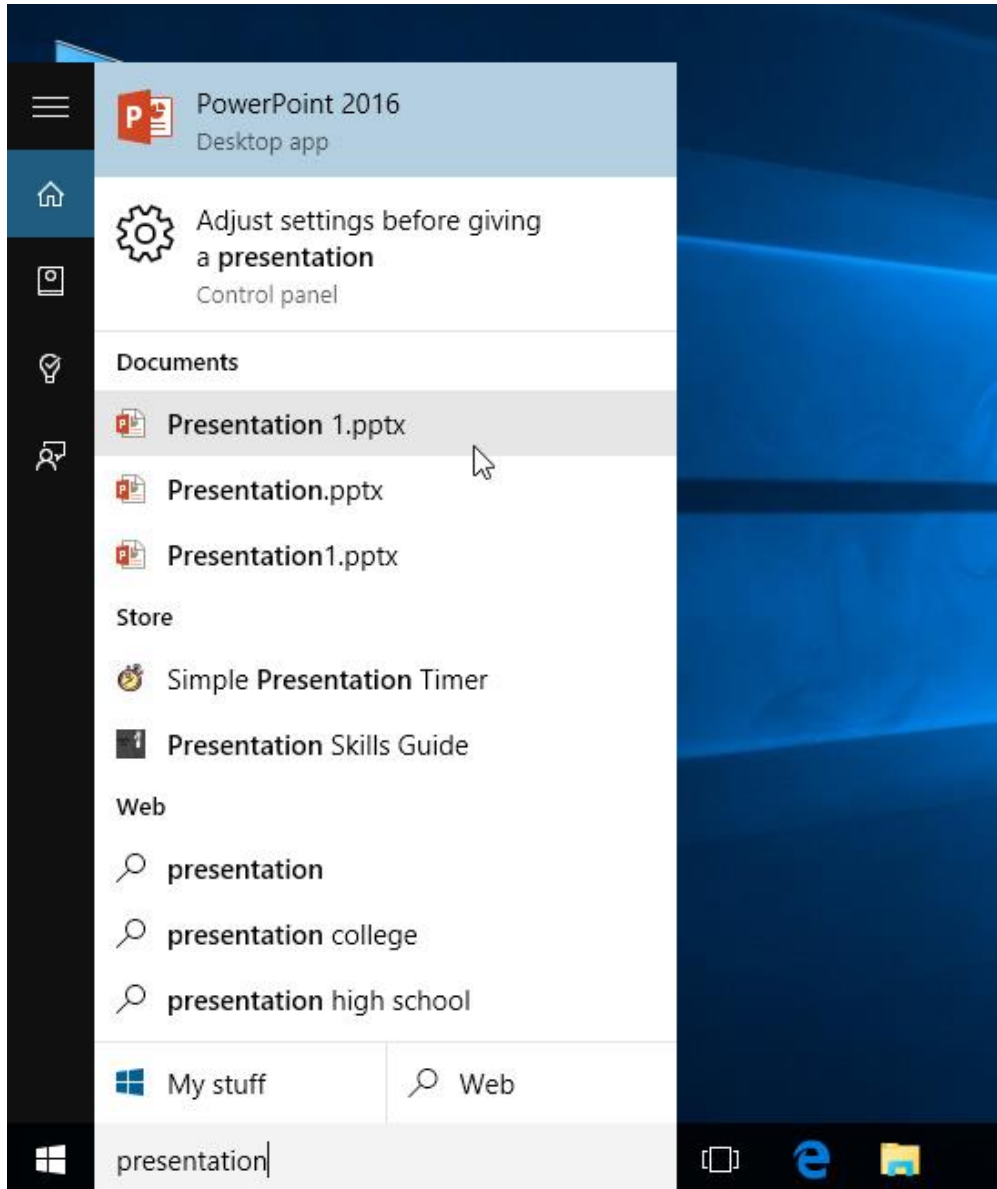 PowerPoint 2016
Desktop app
Adjust settings before giving
a presentation
Control panel
Documents
Presentation 1.pptx
Presentation.pptx
Presentation1.pptx
Store
Simple Presentation Timer
Presentation Skills Guide
Web
presentation
presentation college
presentation high school
My stuff
Web
presentation